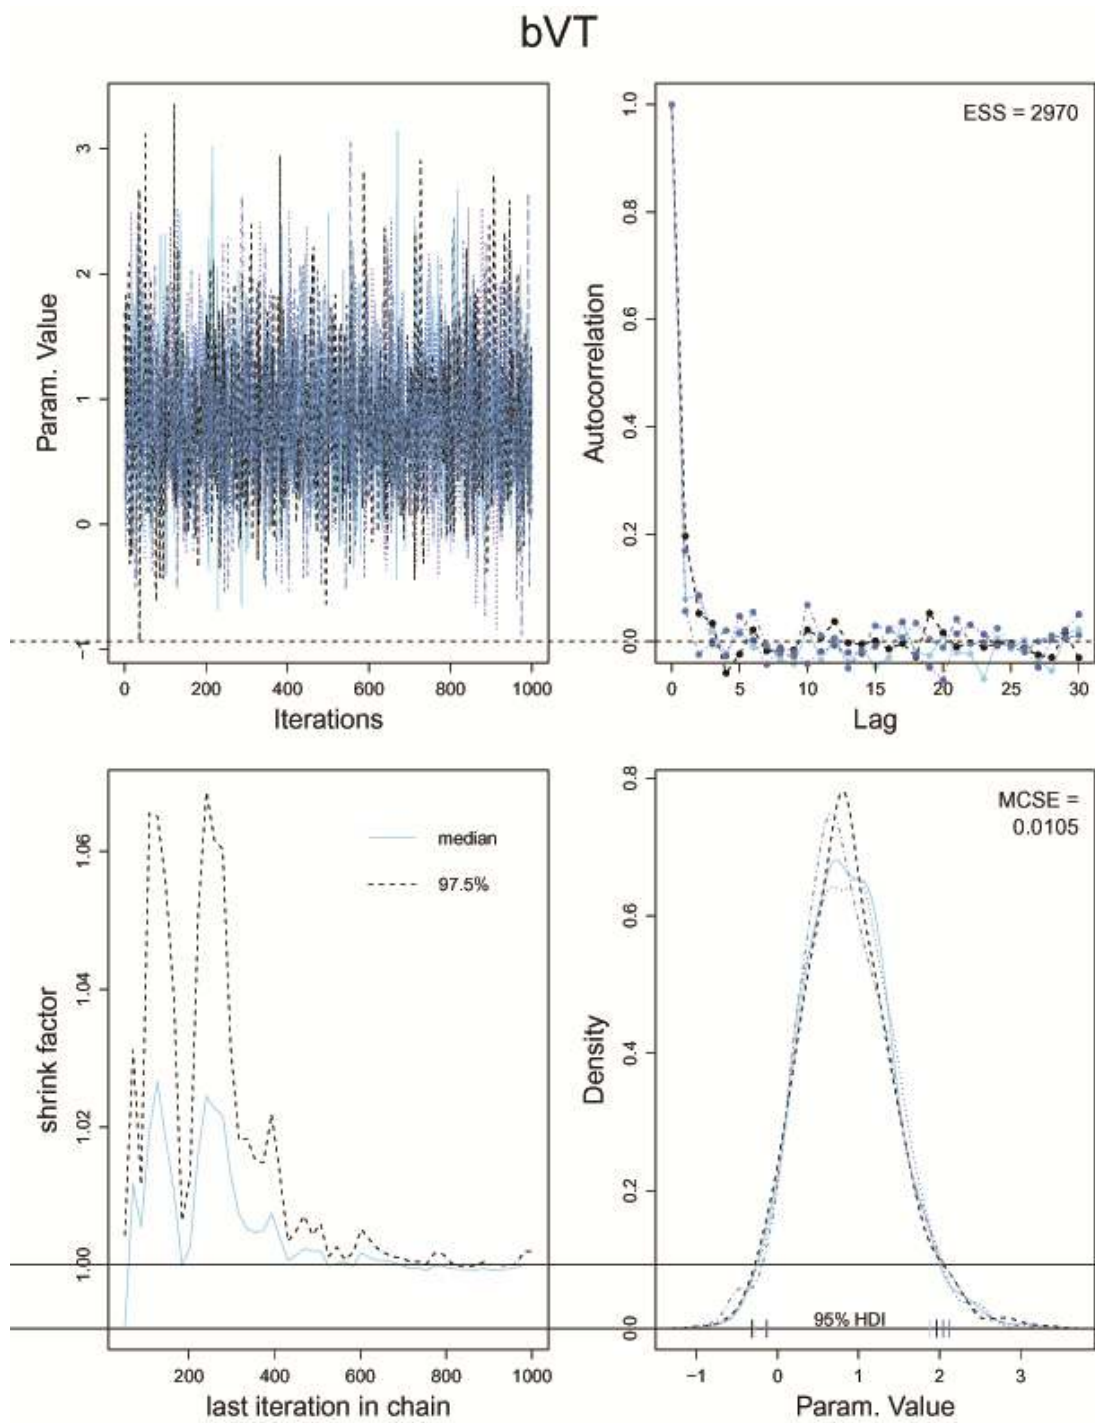 bVT
Param. Value
3
2
1
0
−1
0 200 400 600 800 1000
Iterations
Autocorrelation
1.0
0.8
0.6
0.4
0.2
0.0
ESS = 2970
0 5 10 15 20 25 30
Lag
shrink factor
1.06
1.04
1.02
1.00
median
97.5%
200 400 600 800 1000
last iteration in chain
Density
0.8
0.6
0.4
0.2
0.0
MCSE =
0.0105
95% HDI
−1 0 1 2 3
Param. Value